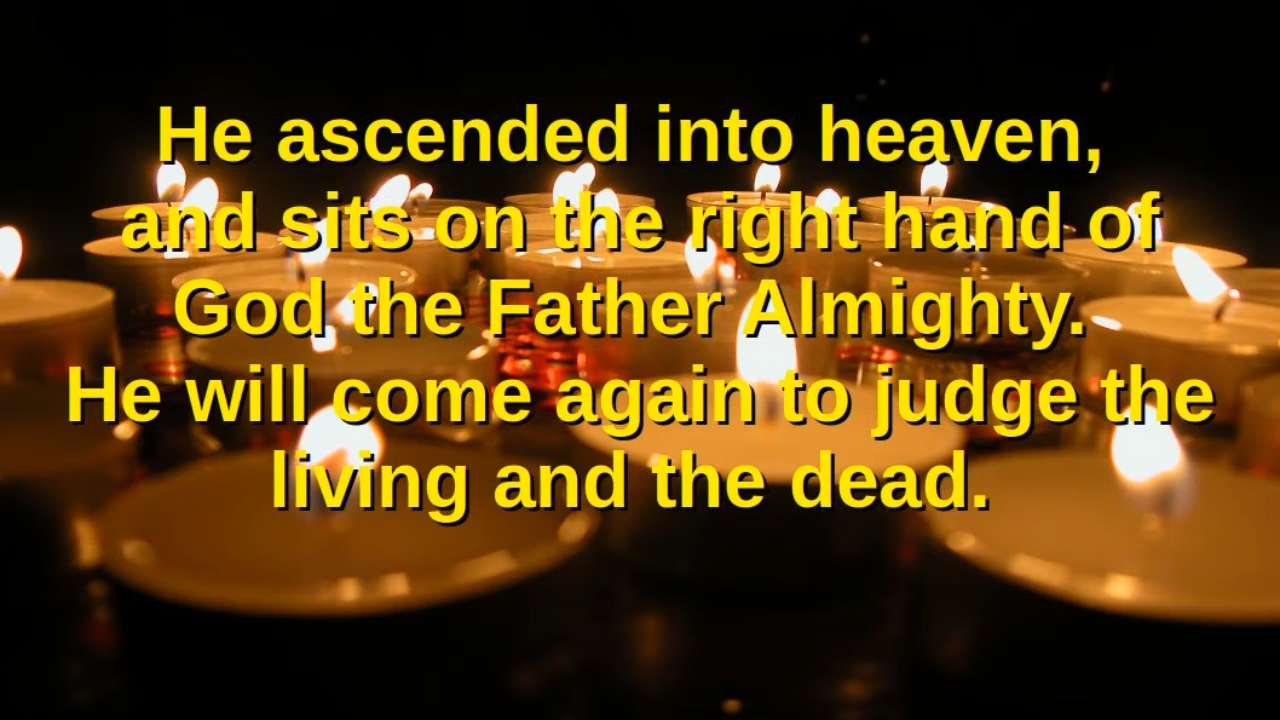 He ascended into heaven,
and sits on the right hand of
God the Father Almighty.
He will come again to judge the
living and the dead.